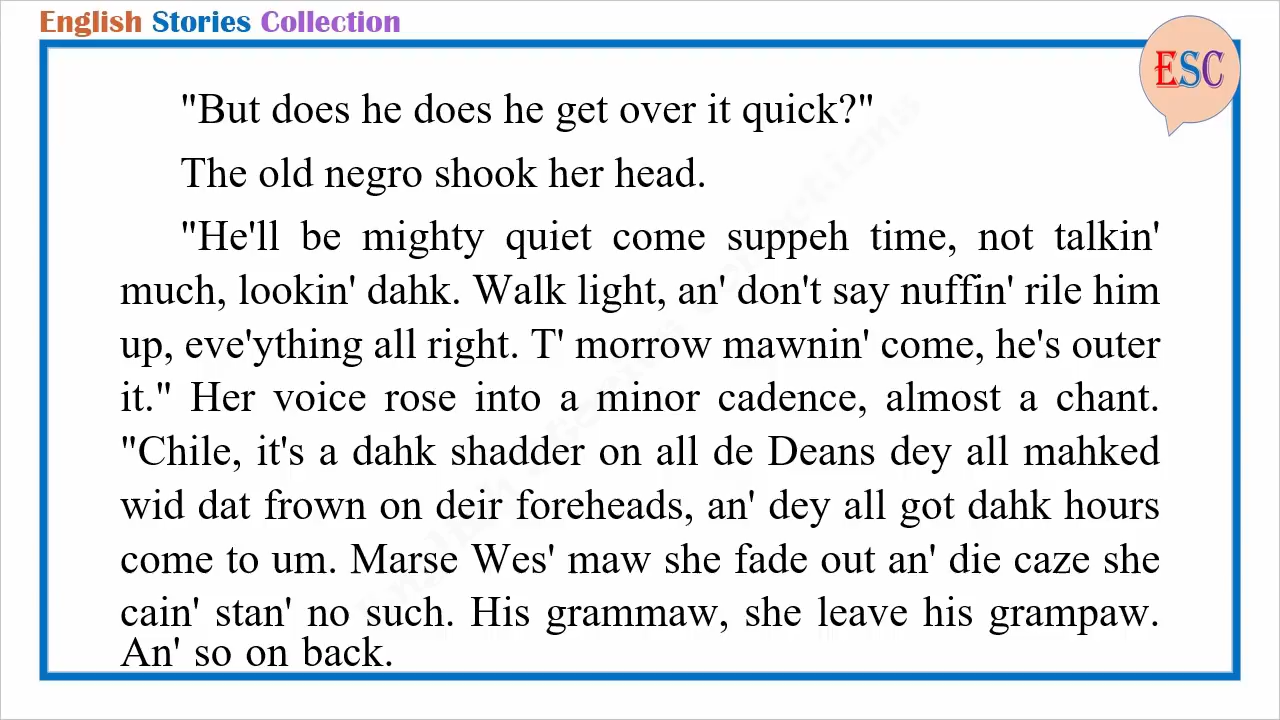 English Stories Collection
ESC
"But does he does he get over it quick?"
The old negro shook her head.
"He'll be mighty quiet come suppeh time, not talkin'
much, lookin' dahk. Walk light, an' don't say nuffin' rile him
up, eve'ything all right. T' morrow mawnin' come, he's outer
it." Her voice rose into a minor cadence, almost a chant.
"Chile, it's a dahk shadder on all de Deans dey all mahked
wid dat frown on deir foreheads, an' dey all got dahk hours
come to um. Marse Wes' maw she fade out an' die caze she
cain' stan' no such. His grammaw, she leave his grampaw.
An' so on back.